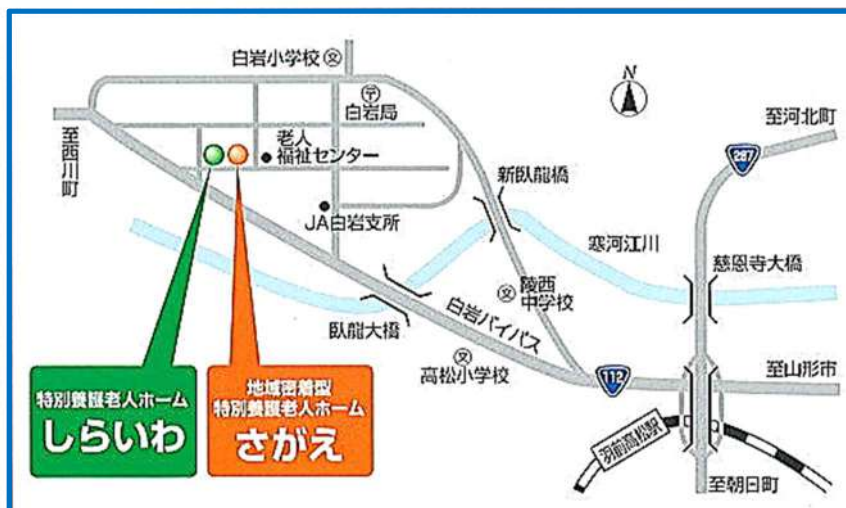 白岩小学校
文
〒
白岩局
N
至河北町
287
至西川町
老人
福祉センター
新臥龍橋
JA白岩支所
寒河江川
慈恩寺大橋
陵西
中学校
文
臥龍大橋
白岩バイパス
文
高松小学校
112
至山形市
特別養護老人ホーム
しらいわ
地域密着型
特別養護老人ホーム
さがえ
羽前高松駅
至朝日町